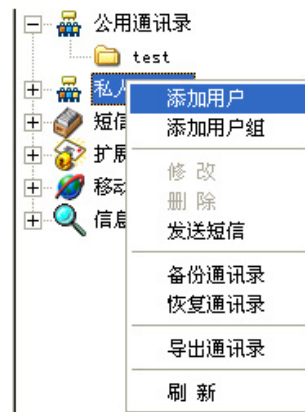 公用通讯录
test
私人
添加用户
添加用户组
短信
扩展
修 改
移动
删 除
信息
发送短信
备份通讯录
恢复通讯录
导出通讯录
刷 新